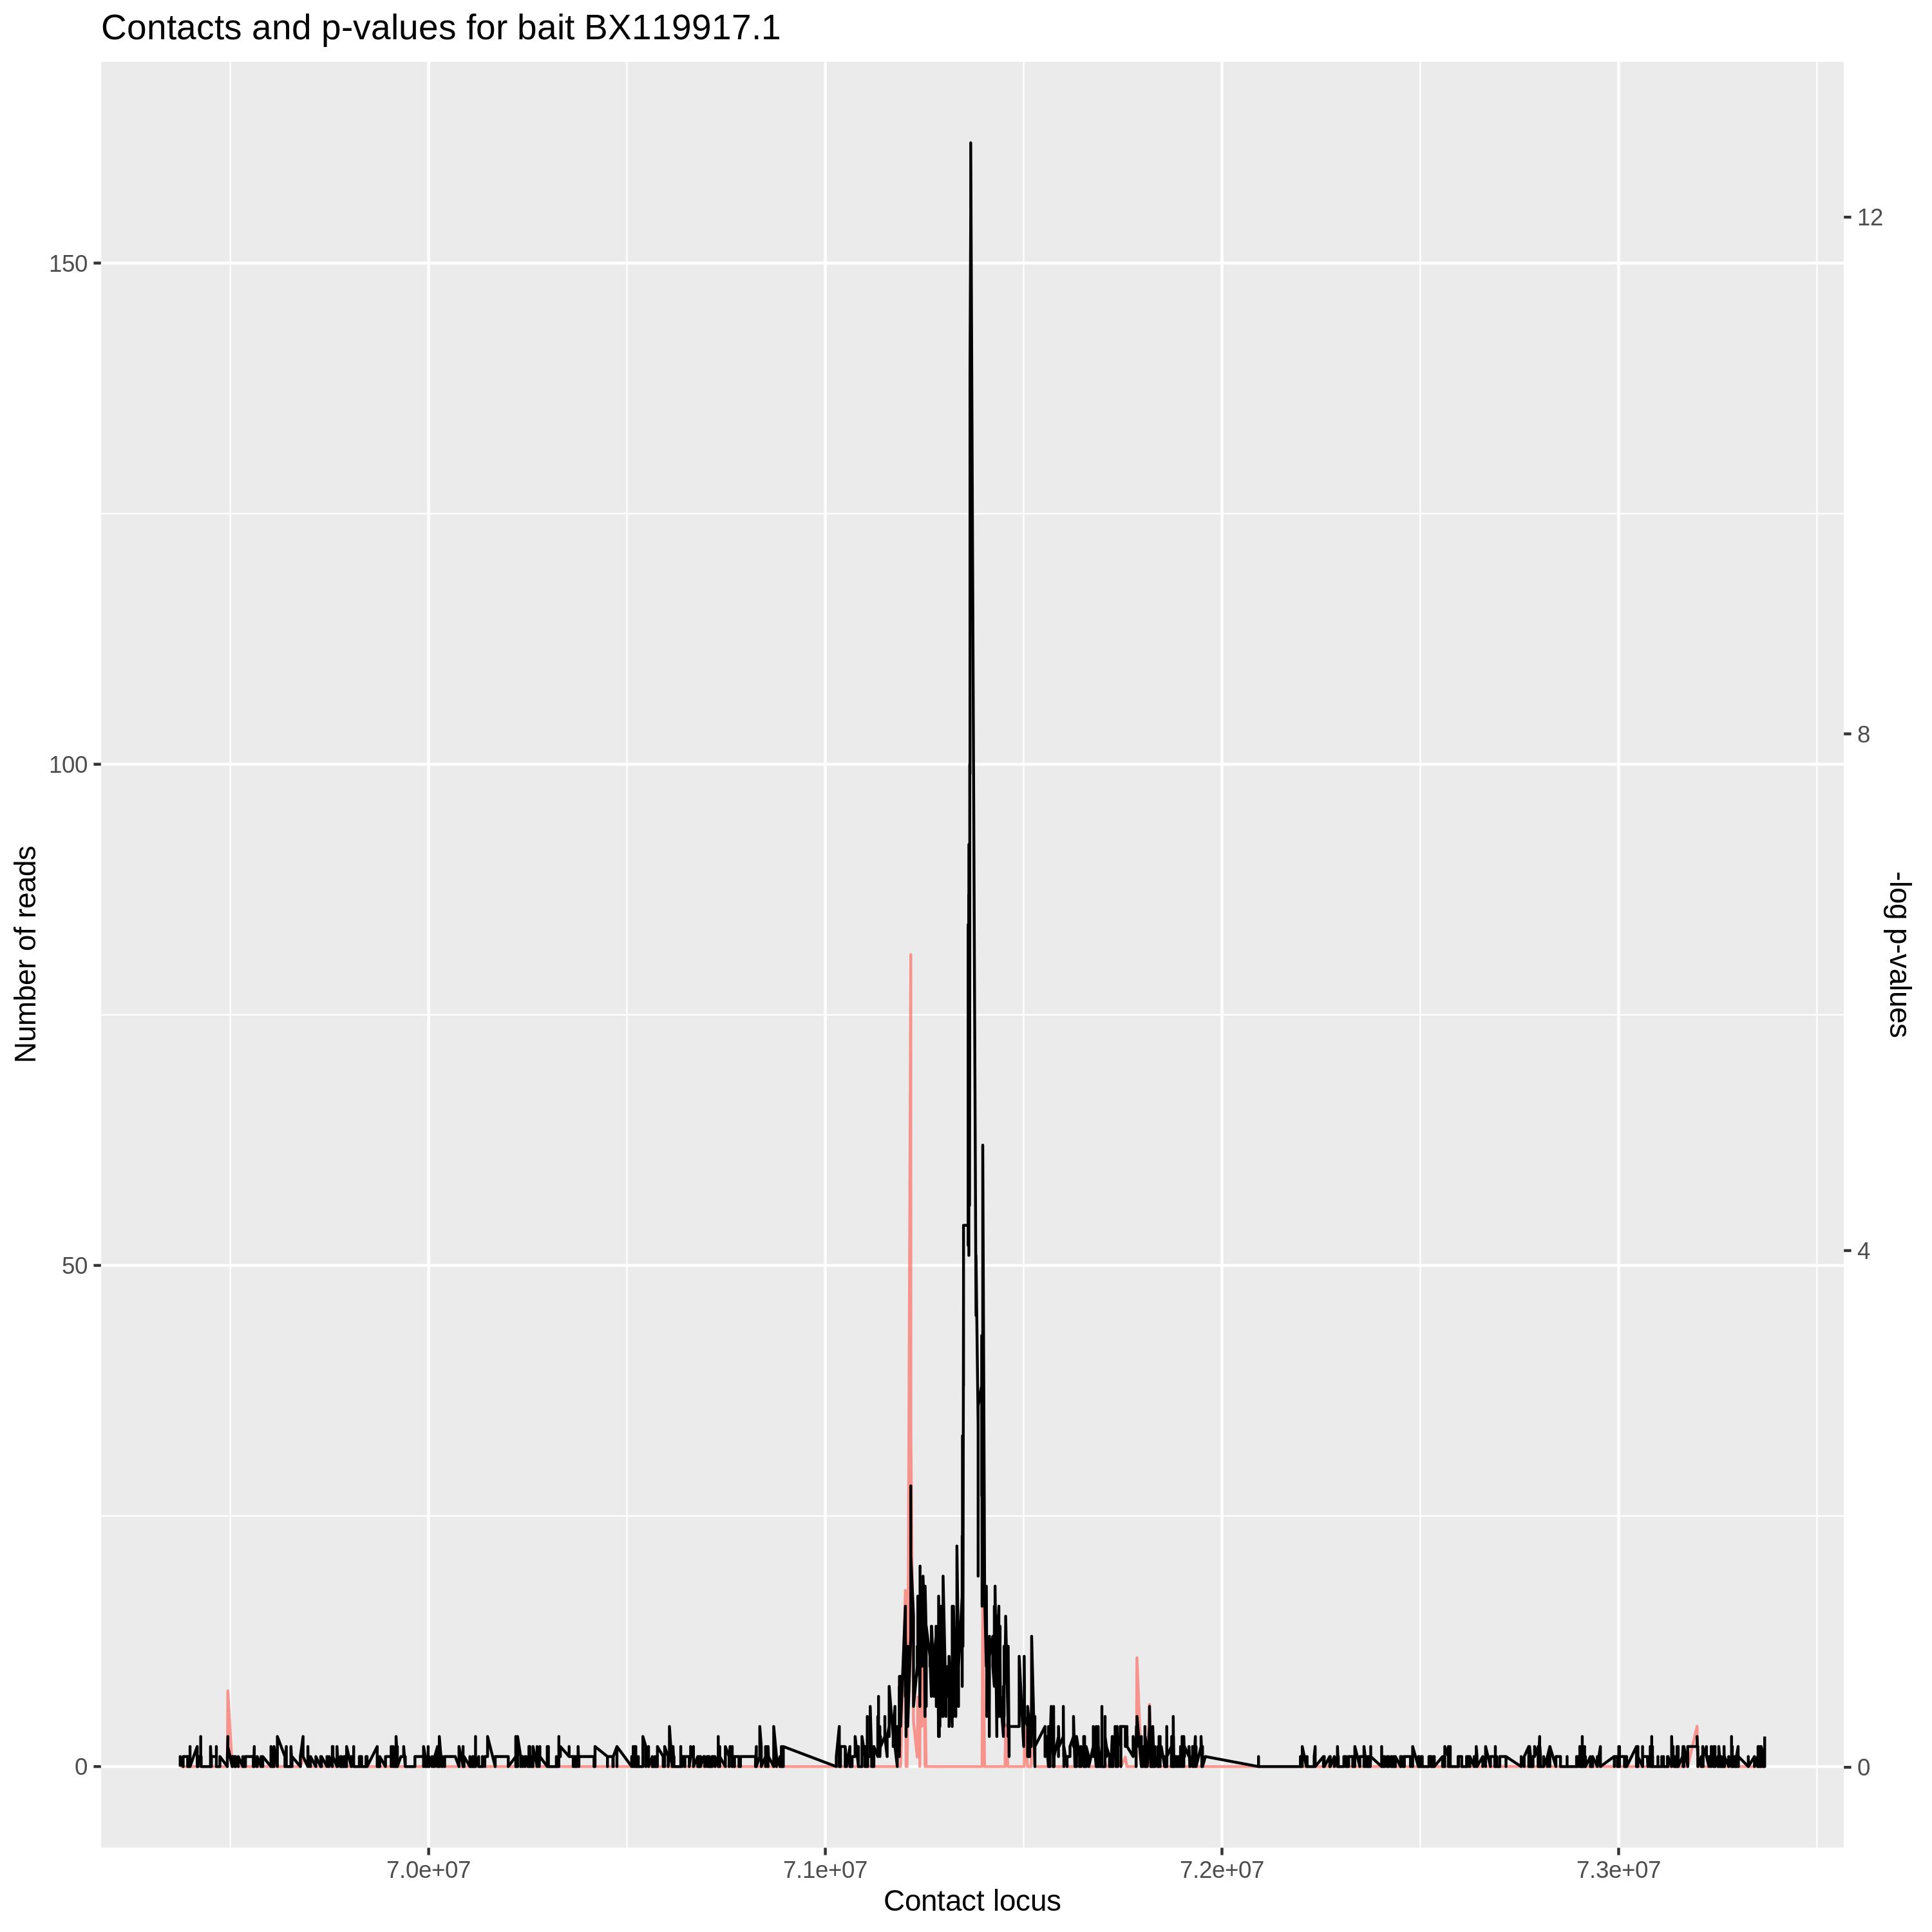 Contacts and p-values for bait BX119917.1
150
100
50
0
Number of reads
12
8
4
0
-log p-values
7.0e+07
7.1e+07
7.2e+07
7.3e+07
Contact locus